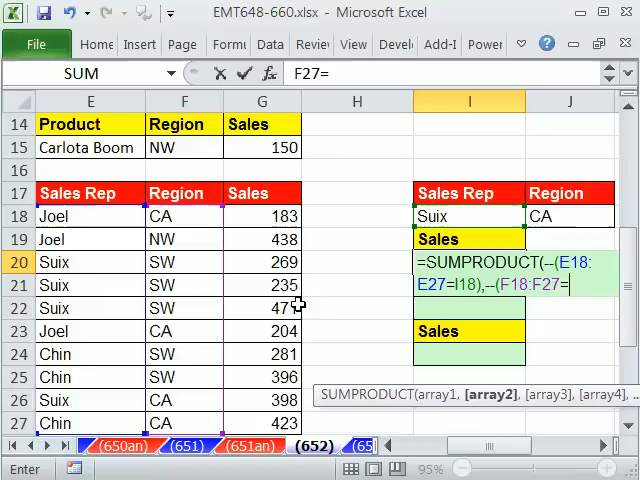 EMT648-660.xlsx - Microsoft Excel
File Home Insert Page Formu Data Review View Devel Add-I Power
SUM F27=
E F G H I J
14 Product Region Sales
15 Carlota Boom NW 150
16
17 Sales Rep Region Sales Sales Rep Region
18 Joel CA 183 Suix CA
19 Joel NW 438 Sales
20 Suix SW 269 =SUMPRODUCT(--(E18:
21 Suix SW 235 E27=I18),--(F18:F27=
22 Suix SW
23 Joel CA 204 Sales
24 Chin SW 281
25 Chin SW 396
SUMPRODUCT(array1, [array2], [array3], [array4], ...
26 Suix CA 398
27 Chin CA 423
(650an) (651) (651an) (652) (65
Enter 95%